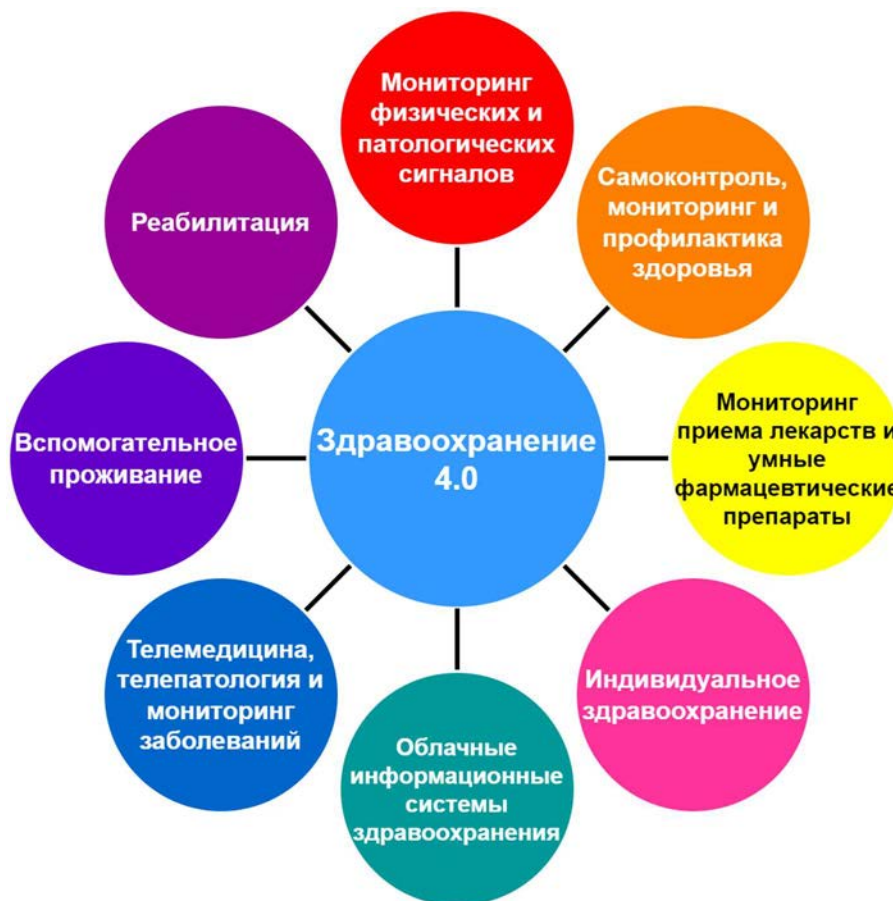 Мониторинг
физических и
патологических
сигналов
Самоконтроль,
мониторинг и
профилактика
здоровья
Мониторинг
приема лекарств и
умные
фармацевтические
препараты
Индивидуальное
здравоохранение
Облачные
информационные
системы
здравоохранения
Телемедицина,
телепатология и
мониторинг
заболеваний
Вспомогательное
проживание
Реабилитация
Здравоохранение
4.0